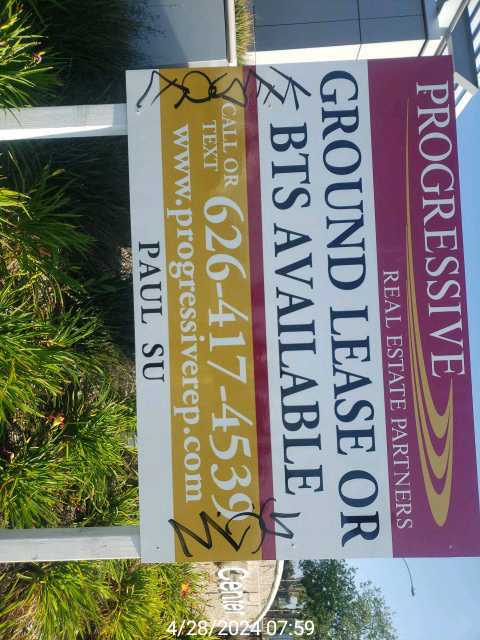 PROGRESSIVE
REAL ESTATE PARTNERS
GROUND LEASE OR
BTS AVAILABLE
CALL OR
TEXT
626-417-4539
www.progressiverep.com
PAUL SU
4/28/2024 07:59